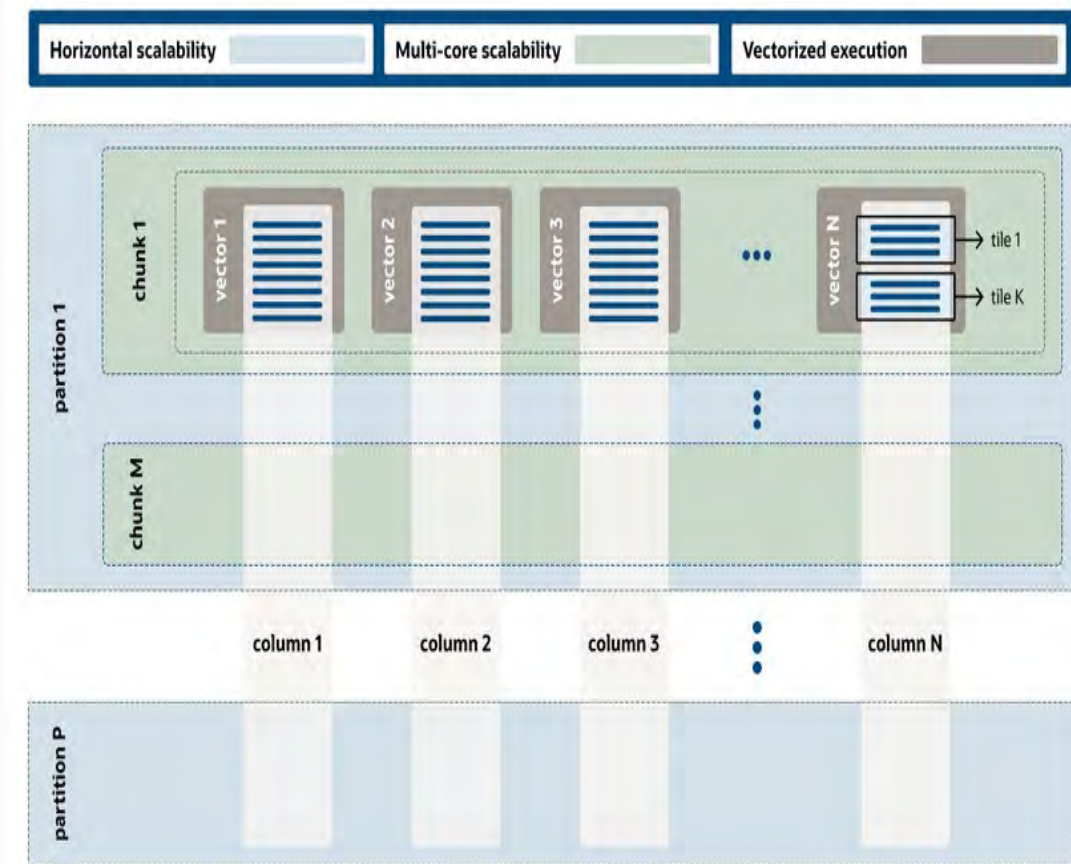 Horizontal scalability
Multi-core scalability
Vectorized execution
partition 1
chunk 1
vector 1
vector 2
vector 3
vector N
tile 1
tile K
chunk M
column 1
column 2
column 3
column N
partition P